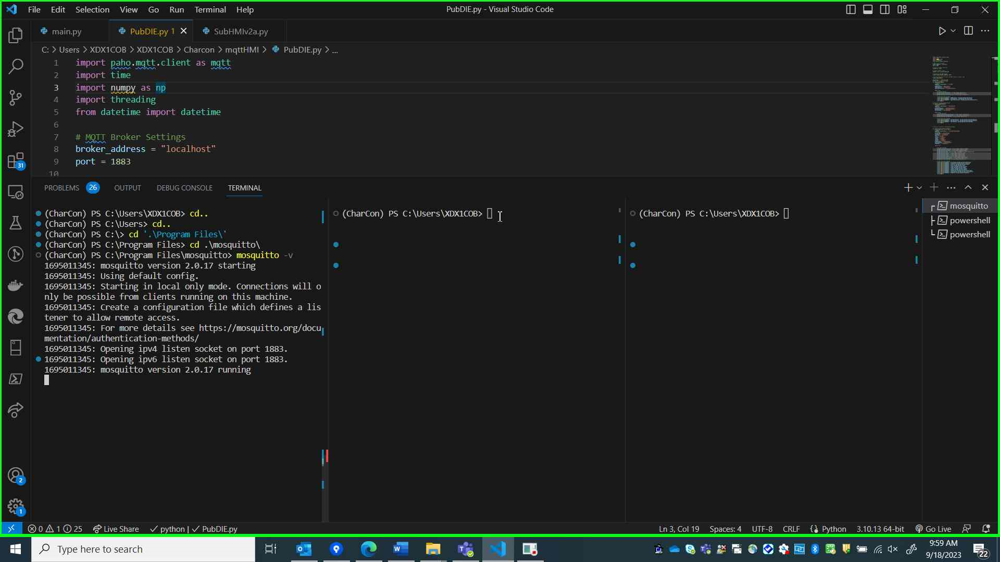 File Edit Selection View Go Run Terminal Help
PubDIE.py - Visual Studio Code
main.py
PubDIE.py 1
SubHMIv2a.py
C: > Users > XDX1COB > XDX1COB > Charcon > mqttHMI > PubDIE.py > ...
1 import paho.mqtt.client as mqtt
2 import time
3 import numpy as np
4 import threading
5 from datetime import datetime
6
7 # MQTT Broker Settings
8 broker_address = "localhost"
9 port = 1883
10
PROBLEMS 26 OUTPUT DEBUG CONSOLE TERMINAL
(CharCon) PS C:\Users\XDX1COB> cd..
(CharCon) PS C:\Users> cd..
(CharCon) PS C:\> cd '.\Program Files\'
(CharCon) PS C:\Program Files> cd .\mosquitto\
(CharCon) PS C:\Program Files\mosquitto> mosquitto -v
1695011345: mosquitto version 2.0.17 starting
1695011345: Using default config.
1695011345: Starting in local only mode. Connections will o
nly be possible from clients running on this machine.
1695011345: Create a configuration file which defines a lis
tener to allow remote access.
1695011345: For more details see https://mosquitto.org/docu
mentation/authentication-methods/
1695011345: Opening ipv4 listen socket on port 1883.
1695011345: Opening ipv6 listen socket on port 1883.
1695011345: mosquitto version 2.0.17 running
(CharCon) PS C:\Users\XDX1COB>
(CharCon) PS C:\Users\XDX1COB>
mosquitto
powershell
powershell
31
2
1
0 1 25 Live Share python | PubDIE.py
Ln 3, Col 19 Spaces: 4 UTF-8 CRLF Python 3.10.13 64-bit Go Live
Type here to search
9:59 AM
9/18/2023
22